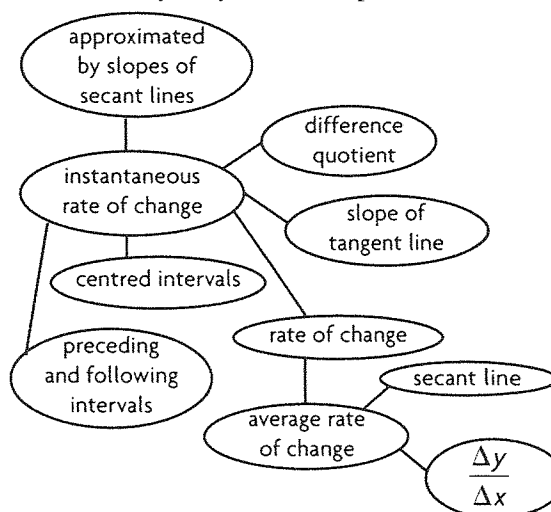 approximated
by slopes of
secant lines
difference
quotient
instantaneous
rate of change
slope of
tangent line
centred intervals
rate of change
preceding
and following
intervals
secant line
average rate
of change
Δy
Δx